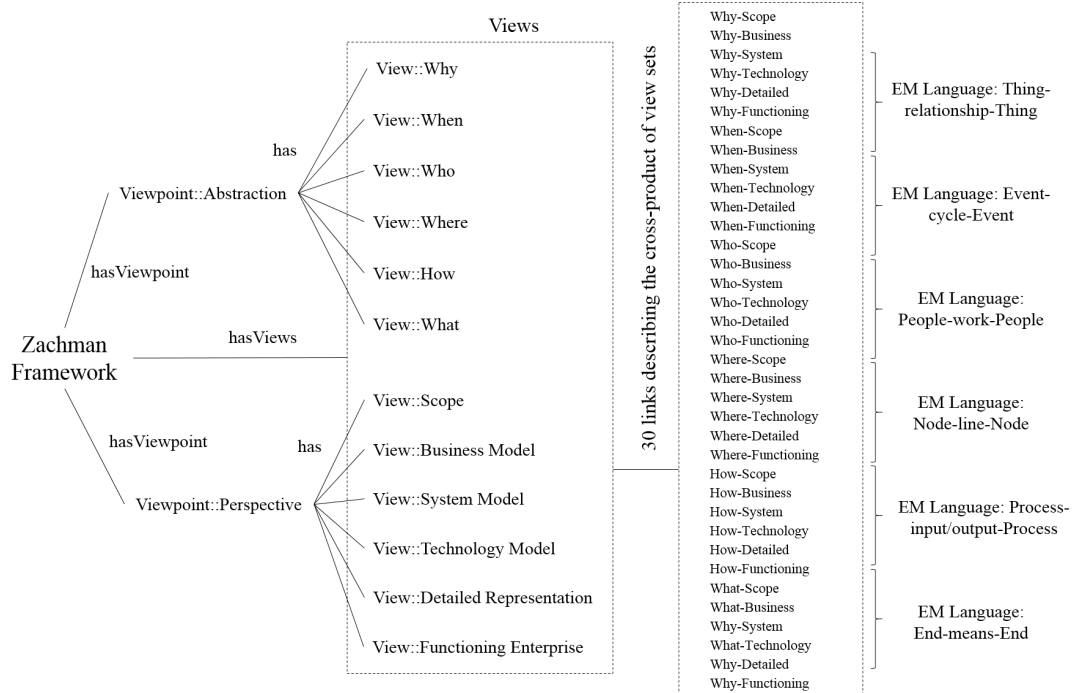 Zachman
Framework
hasViewpoint
hasViews
hasViewpoint
Viewpoint::Abstraction
Viewpoint::Perspective
has
has
Views
View::Why
View::When
View::Who
View::Where
View::How
View::What
View::Scope
View::Business Model
View::System Model
View::Technology Model
View::Detailed Representation
View::Functioning Enterprise
30 links describing the cross-product of view sets
Why-Scope
Why-Business
Why-System
Why-Technology
Why-Detailed
Why-Functioning
When-Scope
When-Business
When-System
When-Technology
When-Detailed
When-Functioning
Who-Scope
Who-Business
Who-System
Who-Technology
Who-Detailed
Who-Functioning
Where-Scope
Where-Business
Where-System
Where-Technology
Where-Detailed
Where-Functioning
How-Scope
How-Business
How-System
How-Technology
How-Detailed
How-Functioning
What-Scope
What-Business
Why-System
What-Technology
Why-Detailed
Why-Functioning
EM Language: Thing-
relationship-Thing
EM Language: Event-
cycle-Event
EM Language:
People-work-People
EM Language:
Node-line-Node
EM Language: Process-
input/output-Process
EM Language:
End-means-End